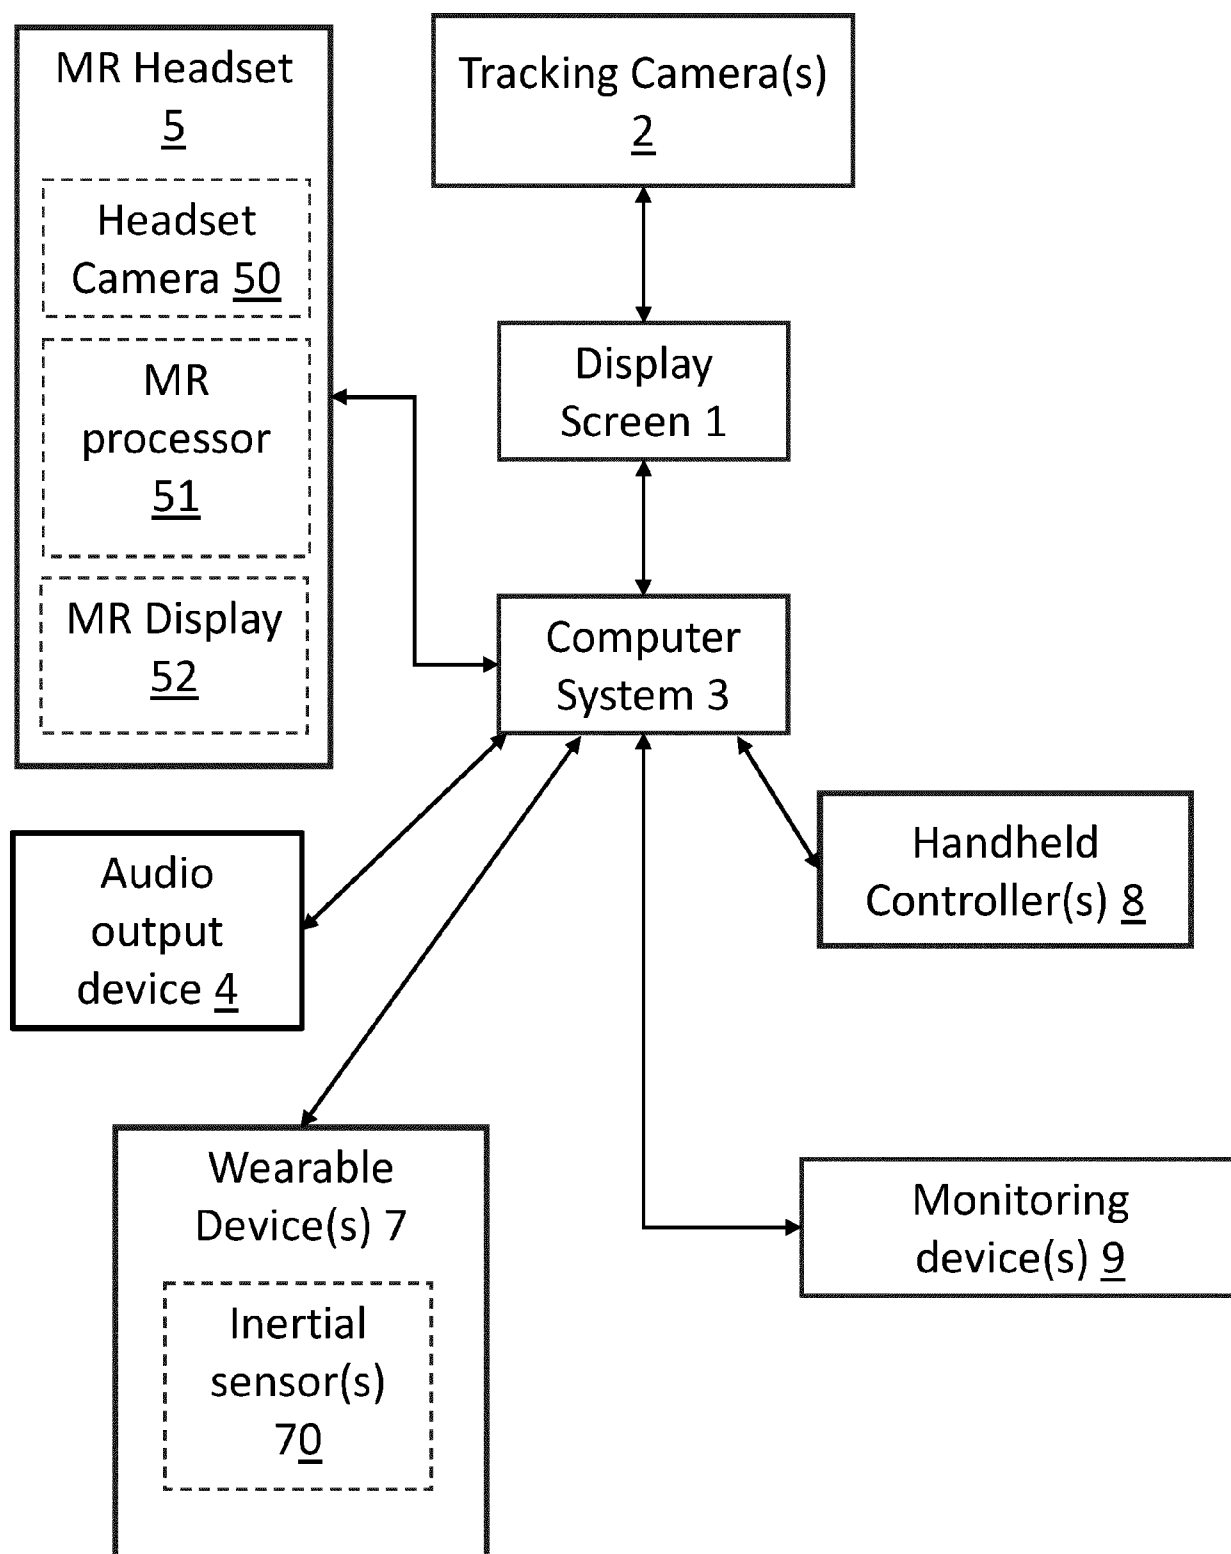 MR Headset
5
Headset
Camera 50
MR
processor
51
MR Display
52
Tracking Camera(s)
2
Display
Screen 1
Computer
System 3
Audio
output
device 4
Handheld
Controller(s) 8
Wearable
Device(s) 7
Inertial
sensor(s)
70
Monitoring
device(s) 9